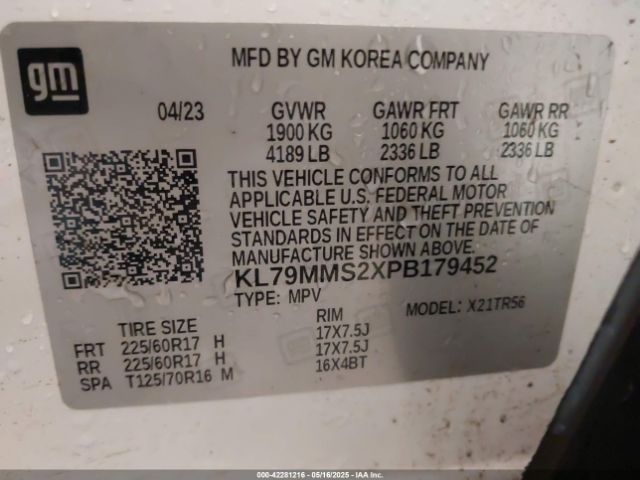 gm
MFD BY GM KOREA COMPANY
04/23 GVWR GAWR FRT GAWR RR
1900 KG 1060 KG 1060 KG
4189 LB 2336 LB 2336 LB
THIS VEHICLE CONFORMS TO ALL
APPLICABLE U.S. FEDERAL MOTOR
VEHICLE SAFETY AND THEFT PREVENTION
STANDARDS IN EFFECT ON THE DATE OF
MANUFACTURE SHOWN ABOVE.
KL79MMS2XPB179452
TYPE: MPV MODEL: X21TR56
TIRE SIZE RIM
FRT 225/60R17 H 17X7.5J
RR 225/60R17 H 17X7.5J
SPA T125/70R16 M 16X4BT
000-42281216 - 05/16/2025 - IAAI.com